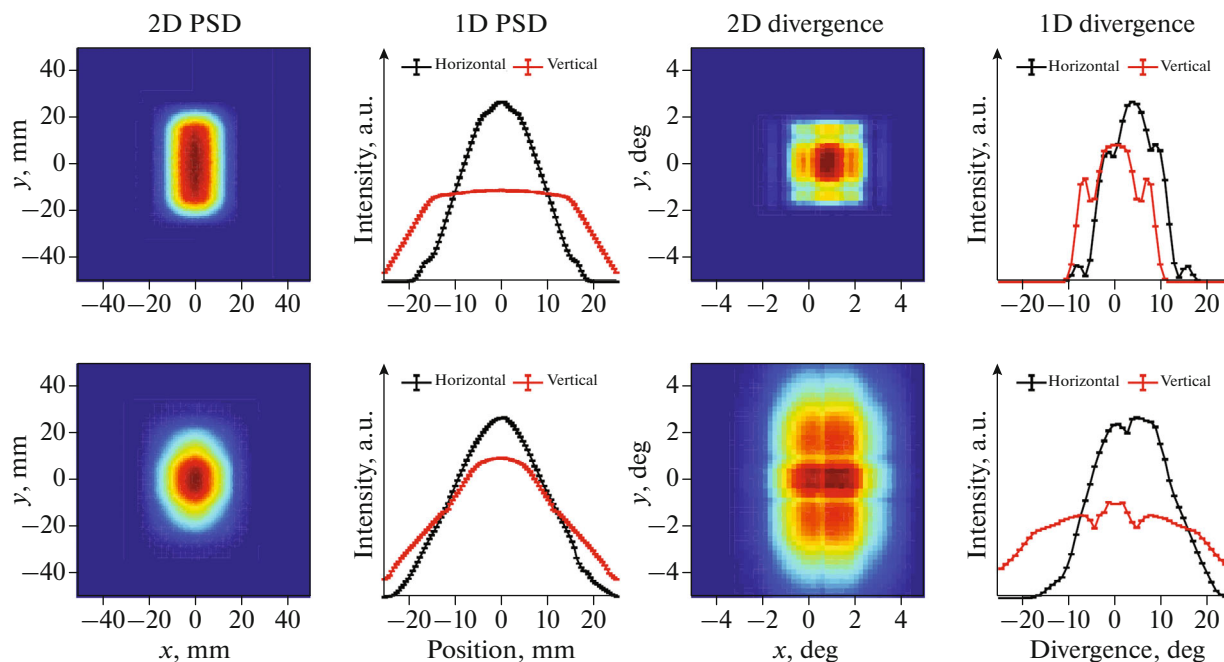 2D PSD 1D PSD 2D divergence 1D divergence
y, mm
40
20
0
−20
−40
−40 −20 0 20 40
Intensity, a.u.
Horizontal Vertical
−20 −10 0 10 20
y, deg
4
2
0
−2
−4
−4 −2 0 2 4
Intensity, a.u.
Horizontal Vertical
−20 −10 0 10 20
y, mm
40
20
0
−20
−40
−40 −20 0 20 40
x, mm
Intensity, a.u.
Horizontal Vertical
−20 −10 0 10 20
Position, mm
y, deg
4
2
0
−2
−4
−4 −2 0 2 4
x, deg
Intensity, a.u.
Horizontal Vertical
−20 −10 0 10 20
Divergence, deg